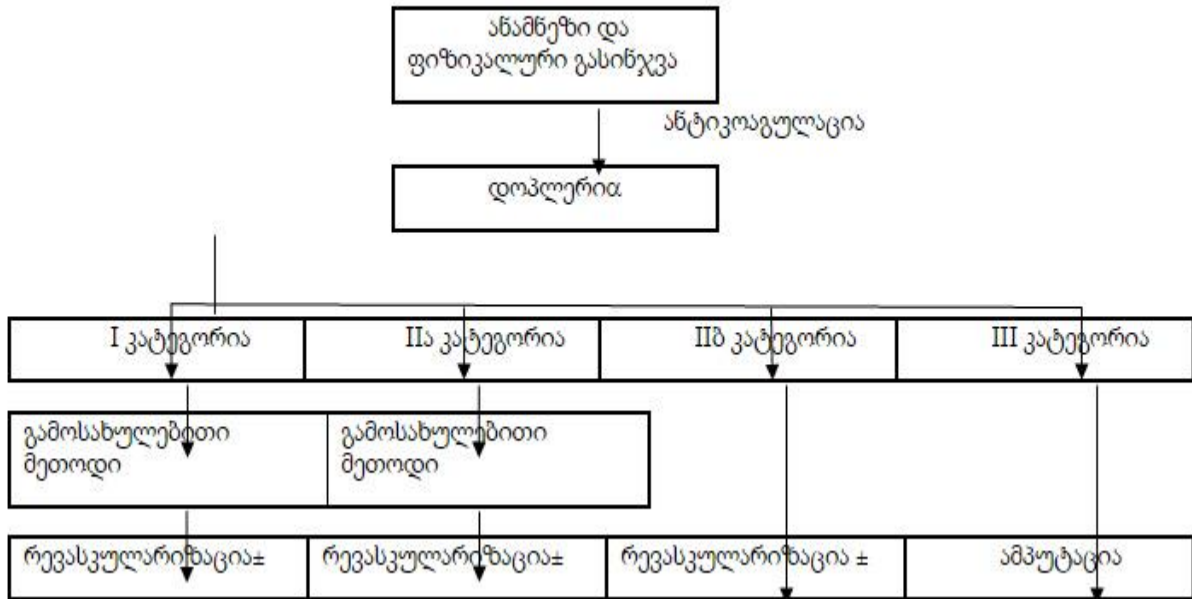 ანამნეზი და
ფიზიკალური გასინჯვა
ანტიკოაგულაცია
დოპლერია
I კატეგორია
IIა კატეგორია
IIბ კატეგორია
III კატეგორია
გამოსახულებითი
მეთოდი
გამოსახულებითი
მეთოდი
რევასკულარიზაცია±
რევასკულარიზაცია±
რევასკულარიზაცია ±
ამპუტაცია